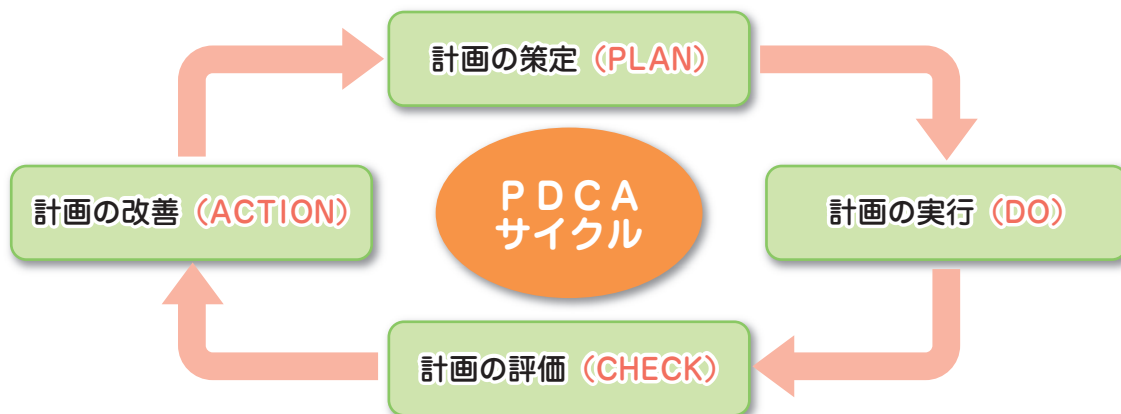 計画の策定（PLAN）
計画の改善（ACTION）
PDCA
サイクル
計画の実行（DO）
計画の評価（CHECK）